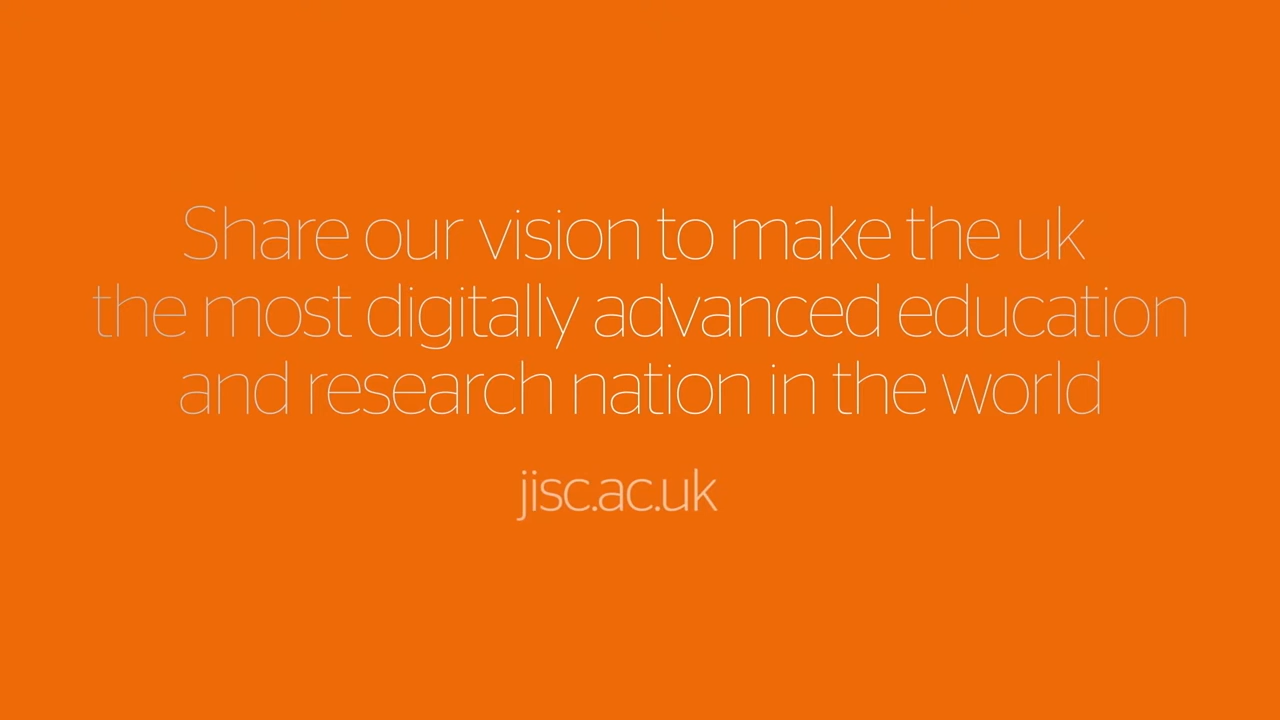 Share our vision to make the uk
the most digitally advanced education
and research nation in the world
jisc.ac.uk